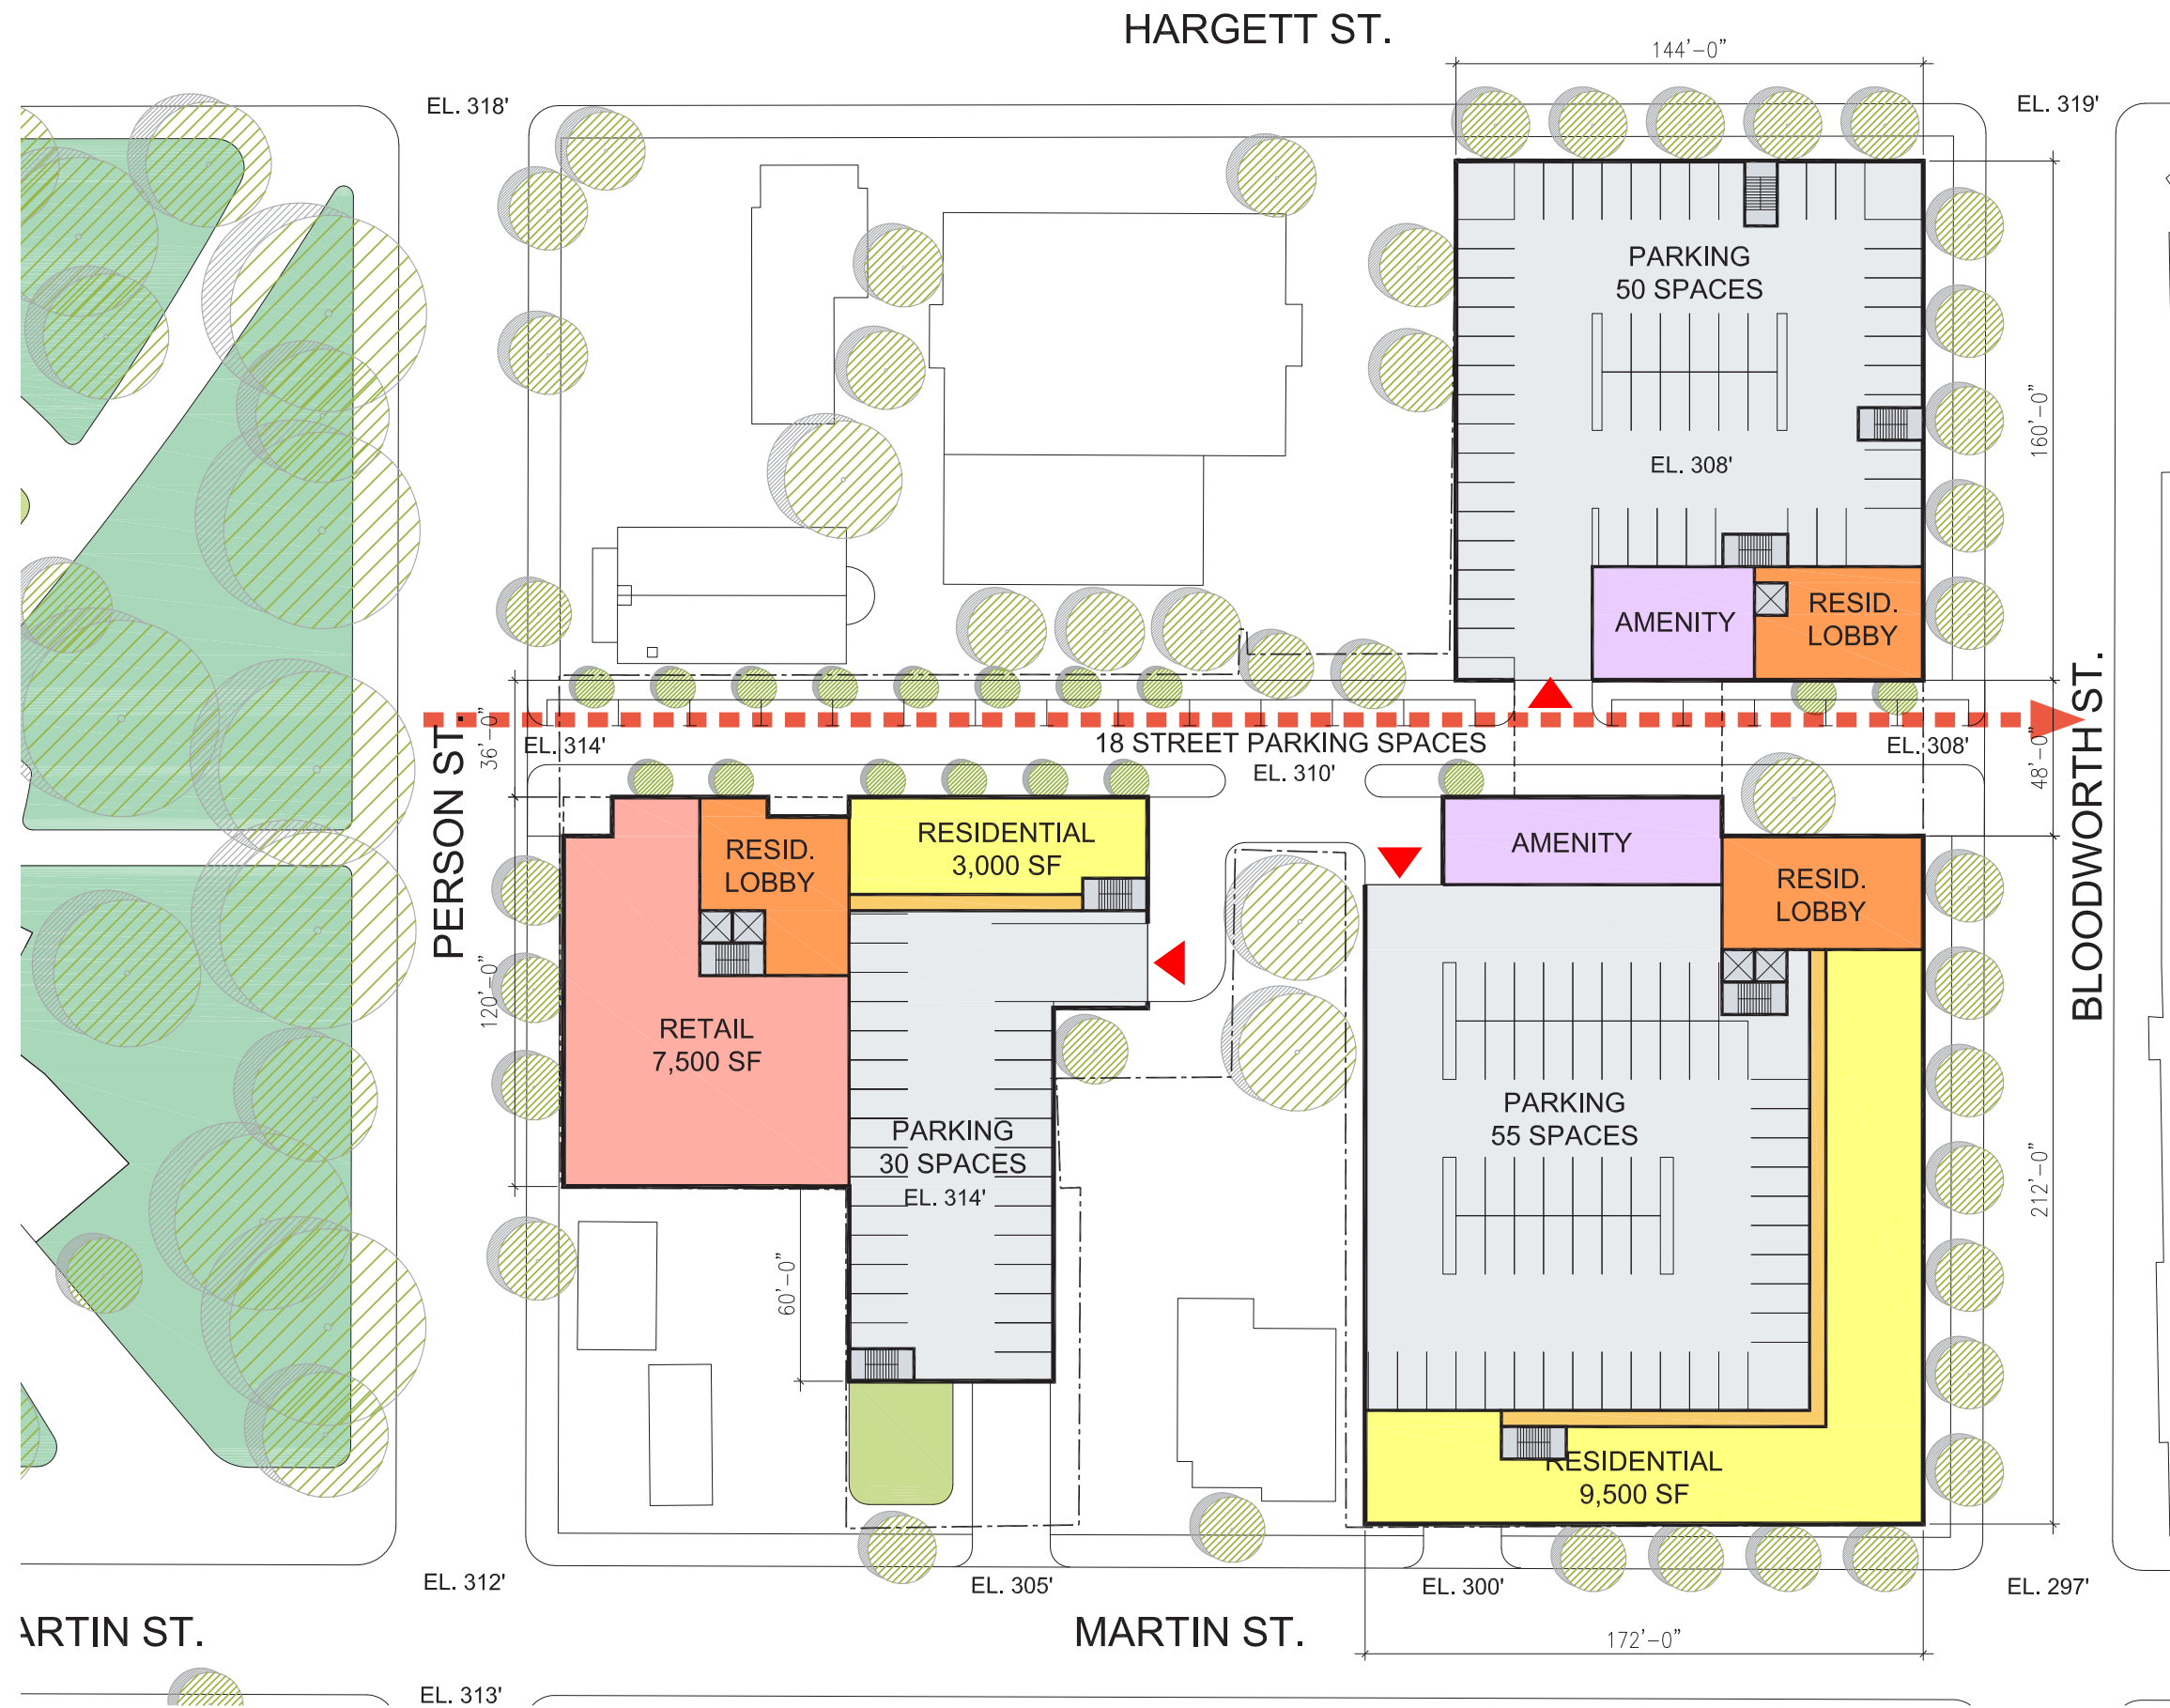 HARGETT ST.
144'-0"
EL. 318'
EL. 319'
PARKING
50 SPACES
160'-0"
EL. 308'
AMENITY
RESID.
LOBBY
PERSON ST.
36'-0"
EL. 314'
18 STREET PARKING SPACES
EL. 310'
EL. 308'
48'-0"
BLOODWORTH ST.
RESID.
LOBBY
RESIDENTIAL
3,000 SF
AMENITY
RESID.
LOBBY
120'-0"
RETAIL
7,500 SF
PARKING
30 SPACES
EL. 314'
PARKING
55 SPACES
212'-0"
60'-0"
RESIDENTIAL
9,500 SF
EL. 312'
EL. 305'
EL. 300'
EL. 297'
ARTIN ST.
MARTIN ST.
172'-0"
EL. 313'